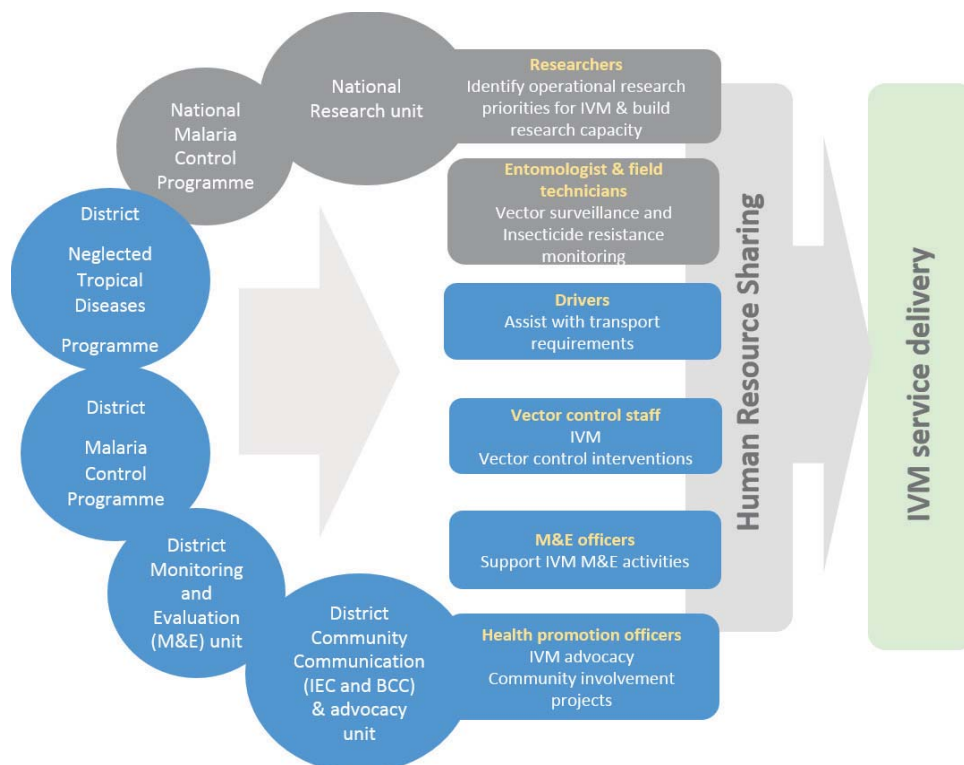 National
Research unit
National
Malaria
Control
Programme
District
Neglected
Tropical
Diseases
Programme
District
Malaria
Control
Programme
District
Monitoring
and
Evaluation
(M&E) unit
District
Community
Communication
(IEC and BCC)
& advocacy
unit
Researchers
Identify operational research
priorities for IVM & build
research capacity
Entomologist & field
technicians
Vector surveillance and
Insecticide resistance
monitoring
Drivers
Assist with transport
requirements
Vector control staff
IVM
Vector control interventions
M&E officers
Support IVM M&E activities
Health promotion officers
IVM advocacy
Community involvement
projects
Human Resource Sharing
IVM service delivery